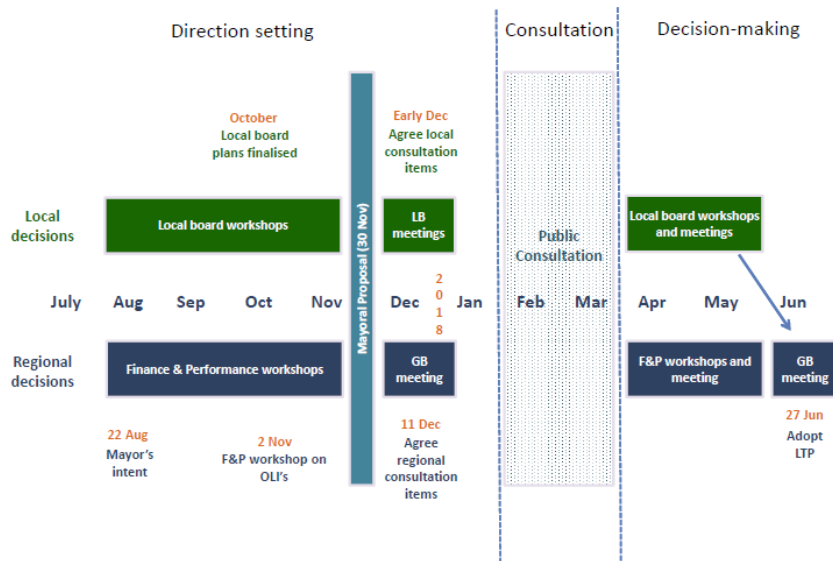 Direction setting
Consultation
Decision-making
October
Local board
plans finalised
Early Dec
Agree local
consultation
items
Local
decisions
Local board workshops
Mayoral Proposal (30 Nov)
LB
meetings
Public
Consultation
Local board workshops
and meetings
July Aug Sep Oct Nov Dec 2018 Jan Feb Mar Apr May Jun
Regional
decisions
Finance & Performance workshops
GB
meeting
F&P workshops and
meeting
GB
meeting
22 Aug
Mayor's
intent
2 Nov
F&P workshop on
OLI's
11 Dec
Agree
regional
consultation
items
27 Jun
Adopt
LTP